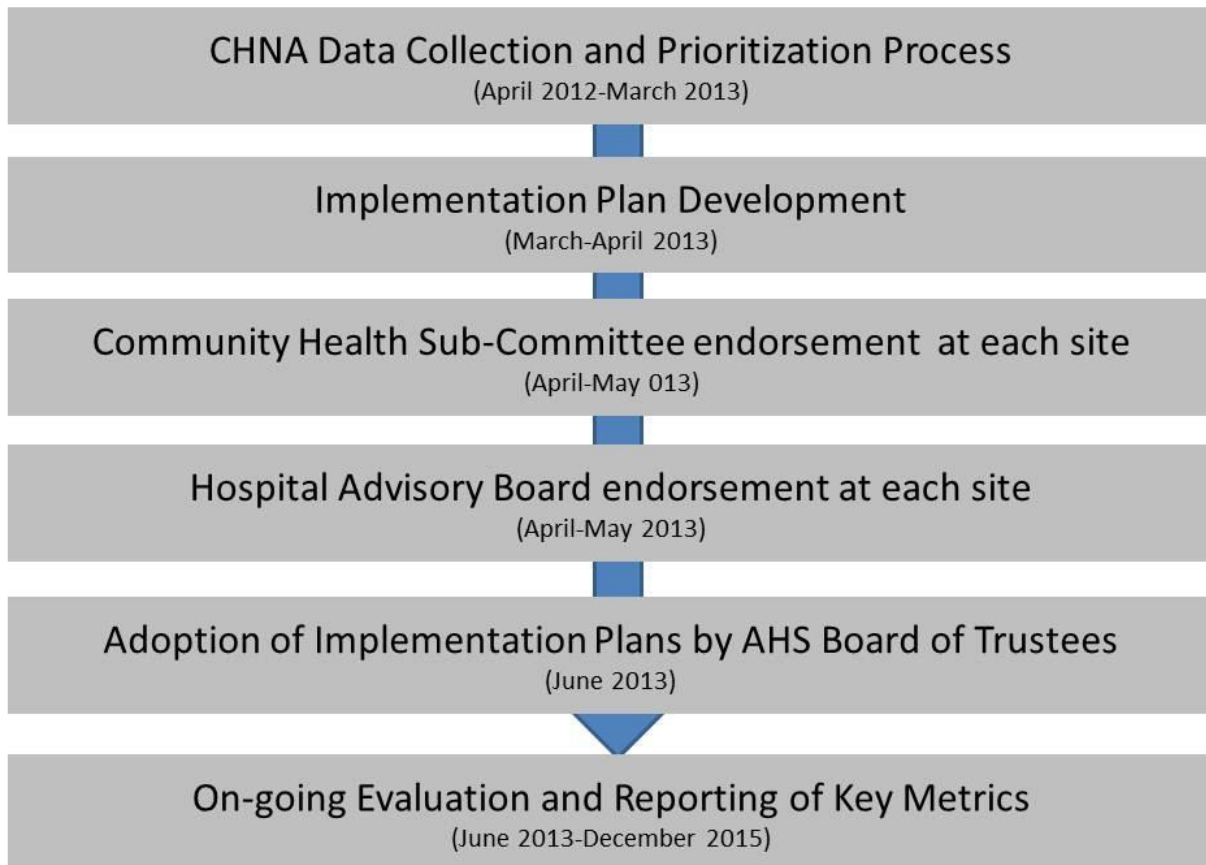 CHNA Data Collection and Prioritization Process
(April 2012-March 2013)
Implementation Plan Development
(March-April 2013)
Community Health Sub-Committee endorsement at each site
(April-May 013)
Hospital Advisory Board endorsement at each site
(April-May 2013)
Adoption of Implementation Plans by AHS Board of Trustees
(June 2013)
On-going Evaluation and Reporting of Key Metrics
(June 2013-December 2015)